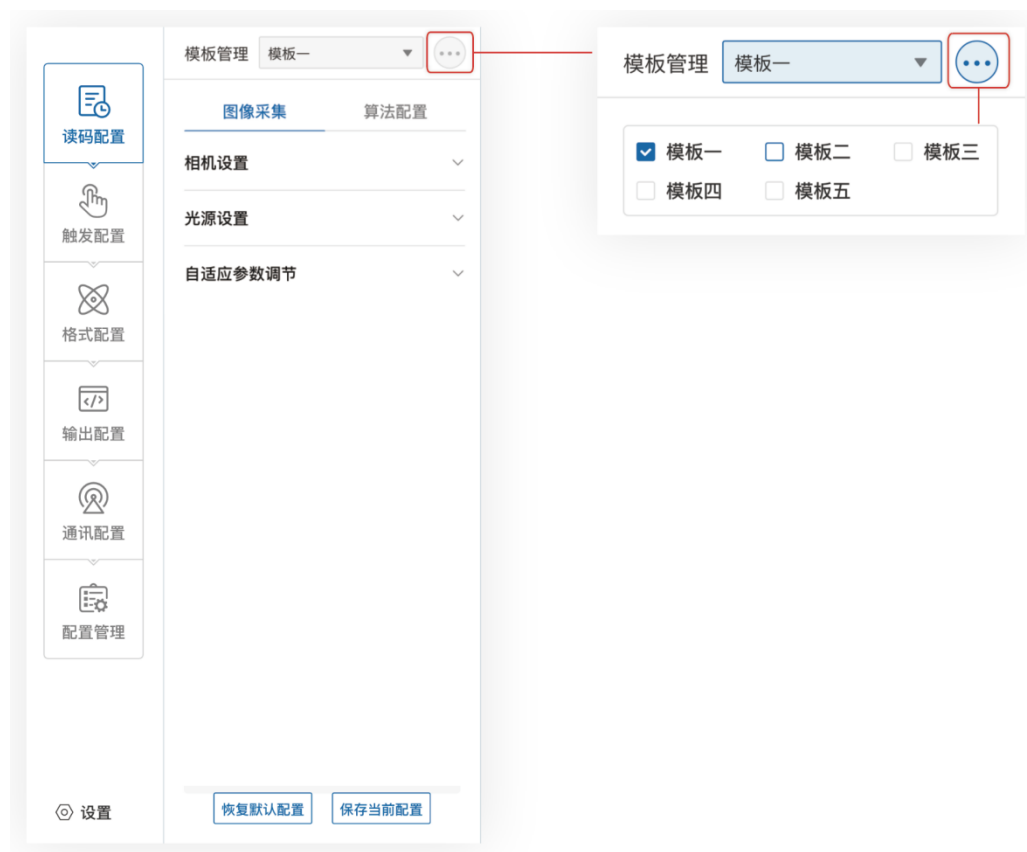 模板管理 模板一
图像采集 算法配置
相机设置
光源设置
自适应参数调节
读码配置
触发配置
格式配置
输出配置
通讯配置
配置管理
设置
恢复默认配置 保存当前配置
模板管理 模板一
模板一 模板二 模板三
模板四 模板五